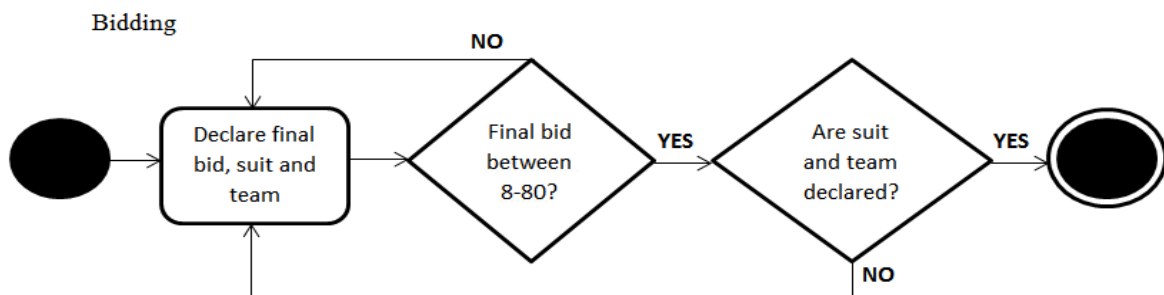 Bidding
NO
Declare final
bid, suit and
team
Final bid
between
8-80?
YES
Are suit
and team
declared?
YES
NO